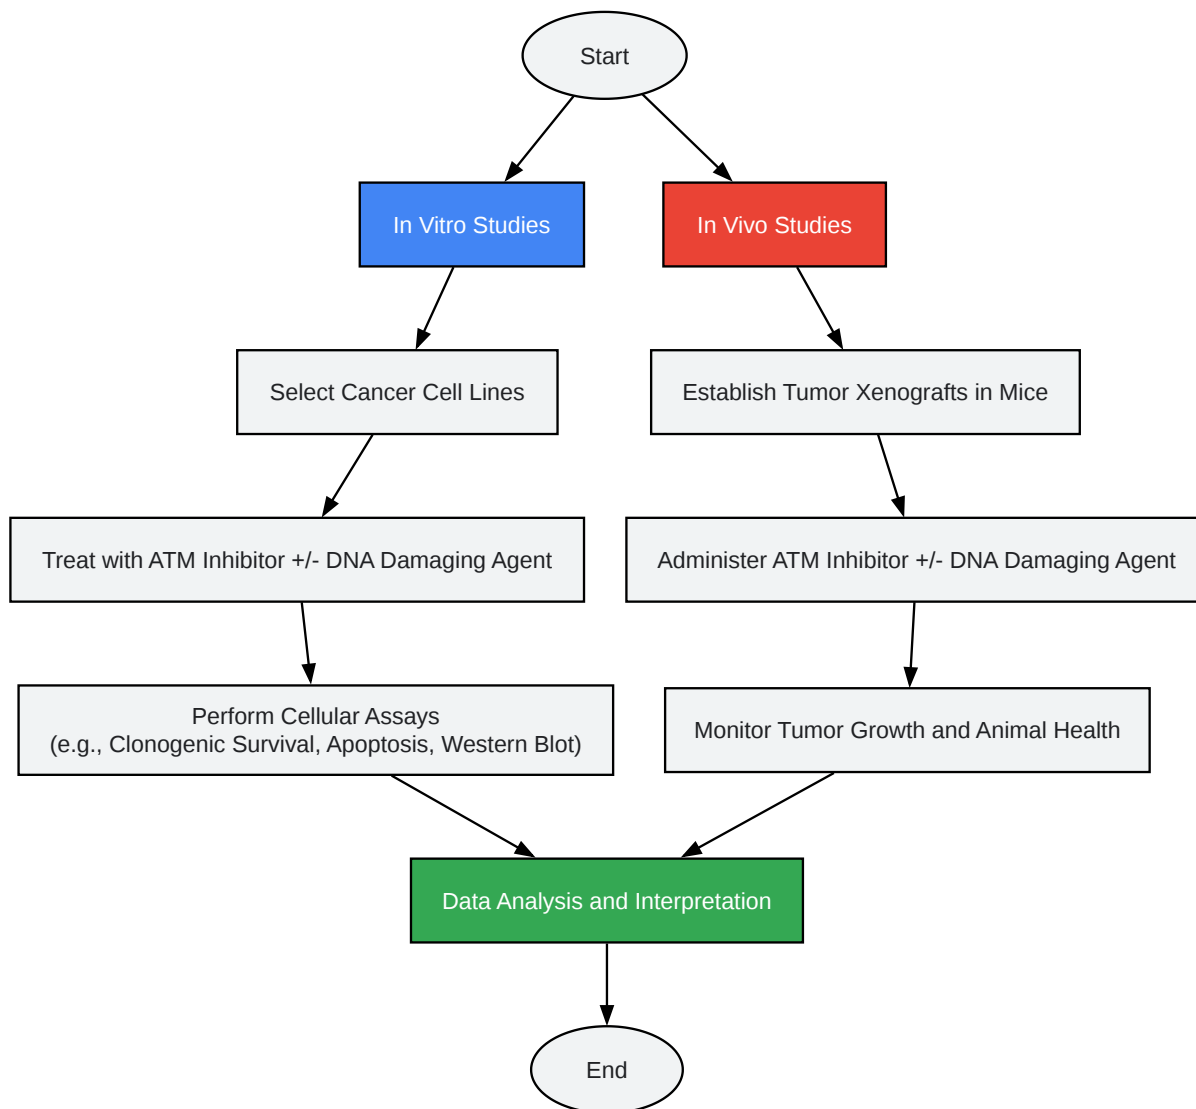 Start
In Vitro Studies
In Vivo Studies
Select Cancer Cell Lines
Establish Tumor Xenografts in Mice
Treat with ATM Inhibitor +/- DNA Damaging Agent
Administer ATM Inhibitor +/- DNA Damaging Agent
Perform Cellular Assays
(e.g., Clonogenic Survival, Apoptosis, Western Blot)
Monitor Tumor Growth and Animal Health
Data Analysis and Interpretation
End